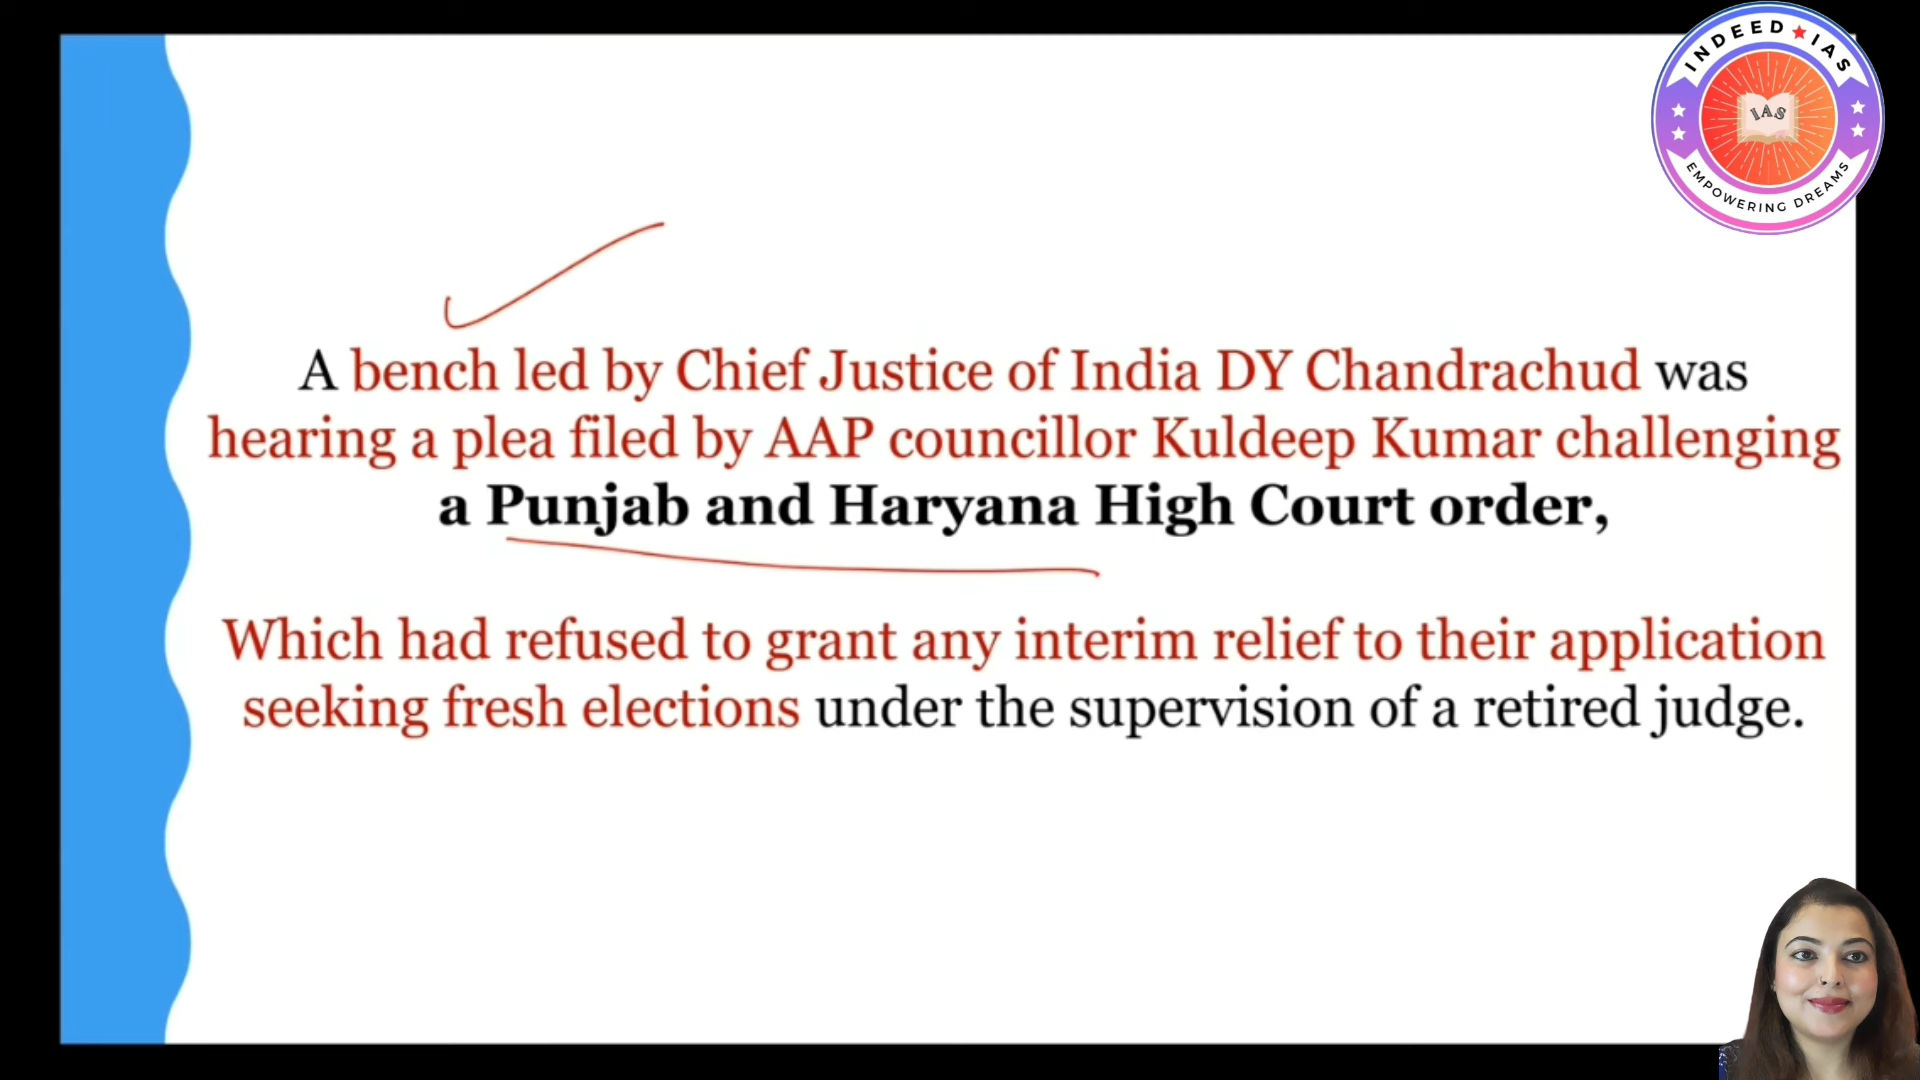 INDEED★IAS
IAS
EMPOWERING DREAMS
A bench led by Chief Justice of India DY Chandrachud was
hearing a plea filed by AAP councillor Kuldeep Kumar challenging
a Punjab and Haryana High Court order,
Which had refused to grant any interim relief to their application
seeking fresh elections under the supervision of a retired judge.